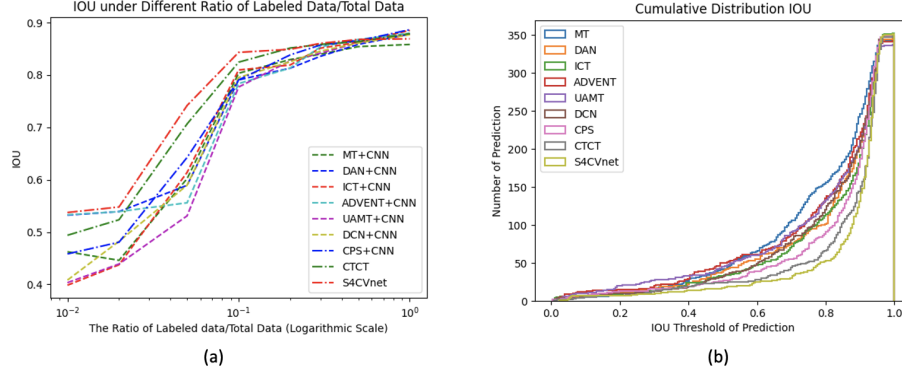 IOU under Different Ratio of Labeled Data/Total Data
0.9
0.8
0.7
0.6
0.5
0.4
IOU
MT+CNN
DAN+CNN
ICT+CNN
ADVENT+CNN
UAMT+CNN
DCN+CNN
CPS+CNN
CTCT
S4CVnet
10⁻²
10⁻¹
10⁰
The Ratio of Labeled data/Total Data (Logarithmic Scale)
(a)
Cumulative Distribution IOU
350
300
250
200
150
100
50
0
Number of Prediction
MT
DAN
ICT
ADVENT
UAMT
DCN
CPS
CTCT
S4CVnet
0.0
0.2
0.4
0.6
0.8
1.0
IOU Threshold of Prediction
(b)